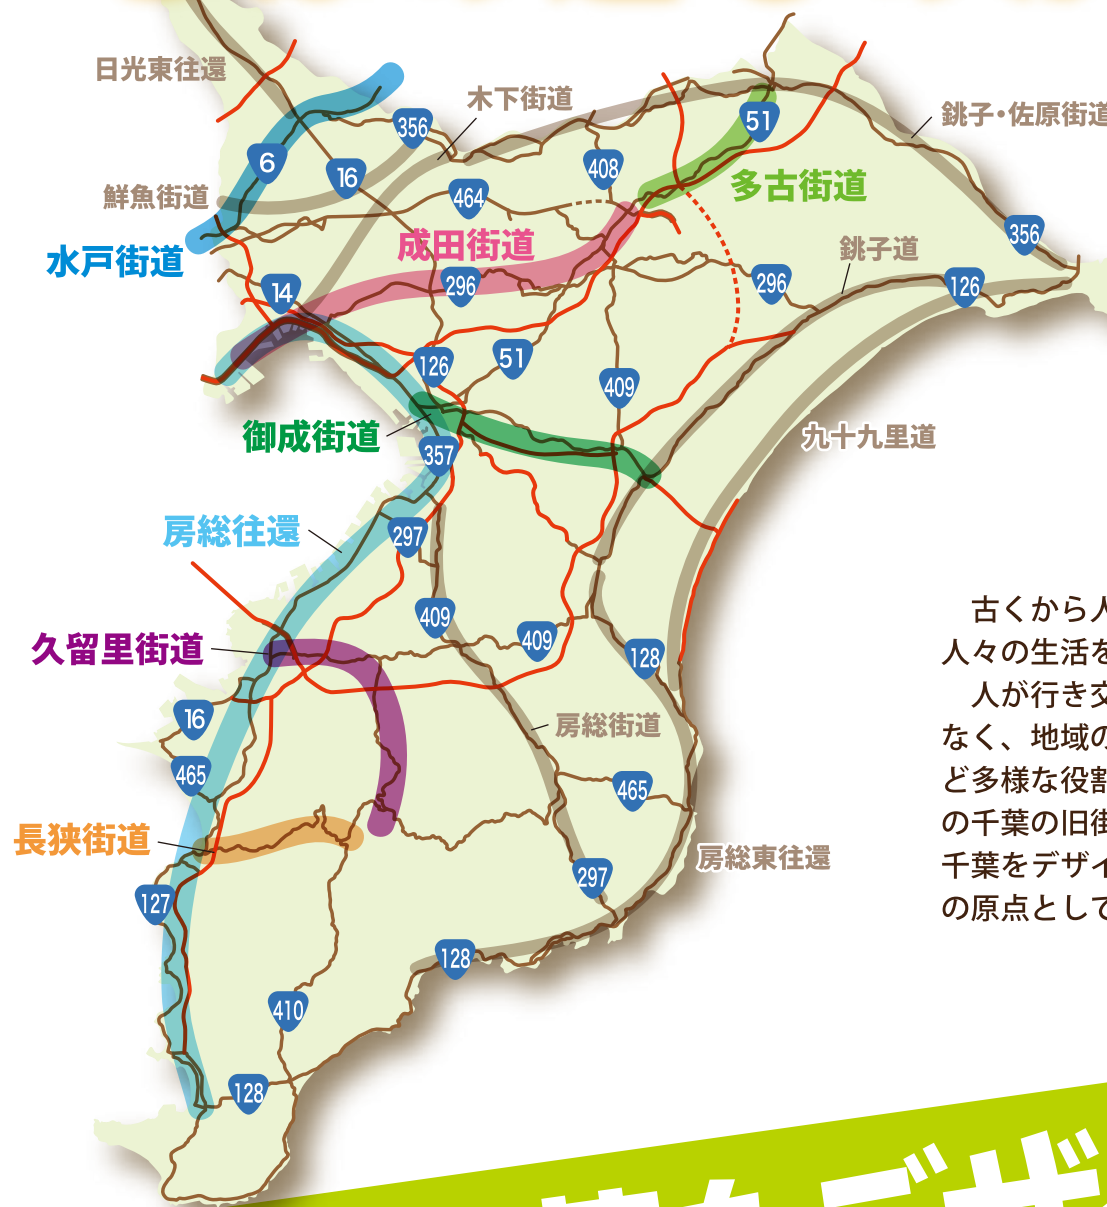 日光東往還
木下街道
356
銚子・佐原街道
51
6
16
408
鮮魚街道
464
多古街道
水戸街道
成田街道
銚子道
356
14
296
296
126
126
51
409
御成街道
357
九十九里道
房総往還
297
409
409
久留里街道
128
16
房総街道
465
465
長狭街道
房総東往還
127
297
128
410
128
古くから人
人々の生活を
人が行き交
なく、地域の
ど多様な役割
の千葉の旧街
千葉をデザイ
の原点として
デザ